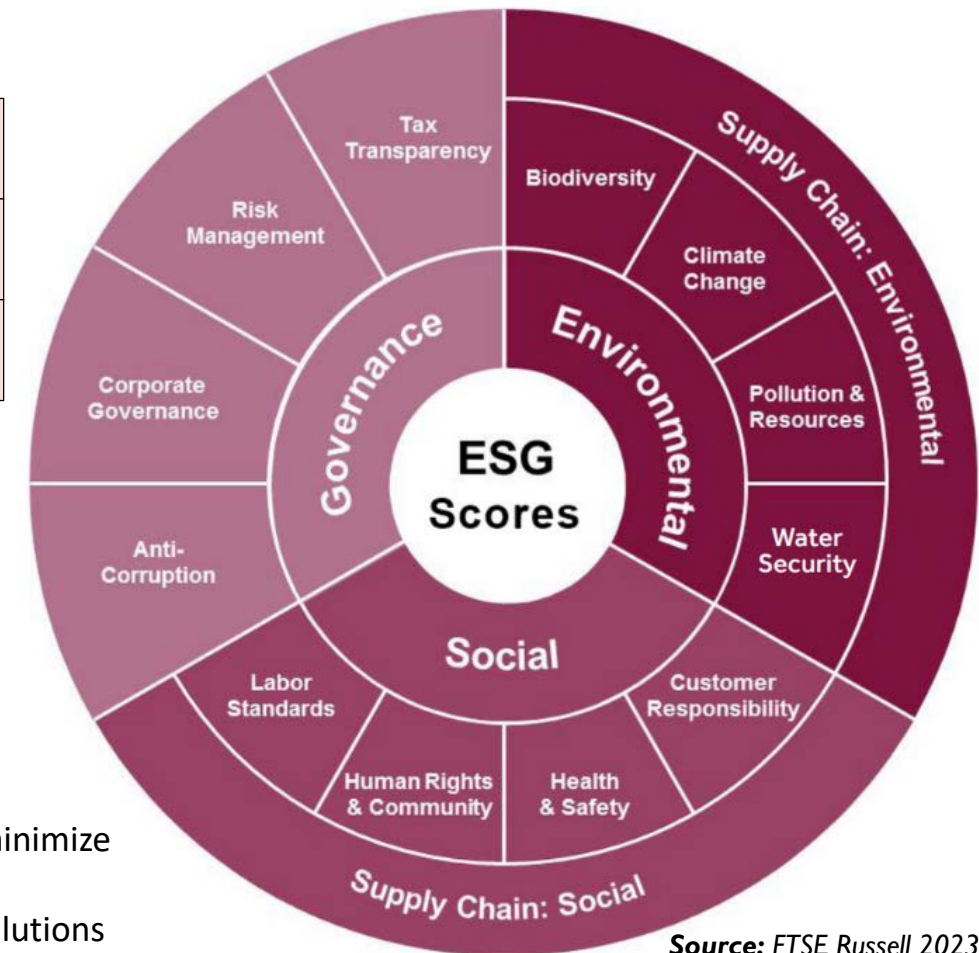 Tax
Transparency
Risk
Management
Corporate
Governance
Anti-
Corruption
Governance
Supply Chain: Environmental
Biodiversity
Climate
Change
Pollution &
Resources
Water
Security
Environmental
ESG
Scores
Social
Labor
Standards
Human Rights
& Community
Health
& Safety
Customer
Responsibility
Supply Chain: Social
Source: FTSE Russell 2023